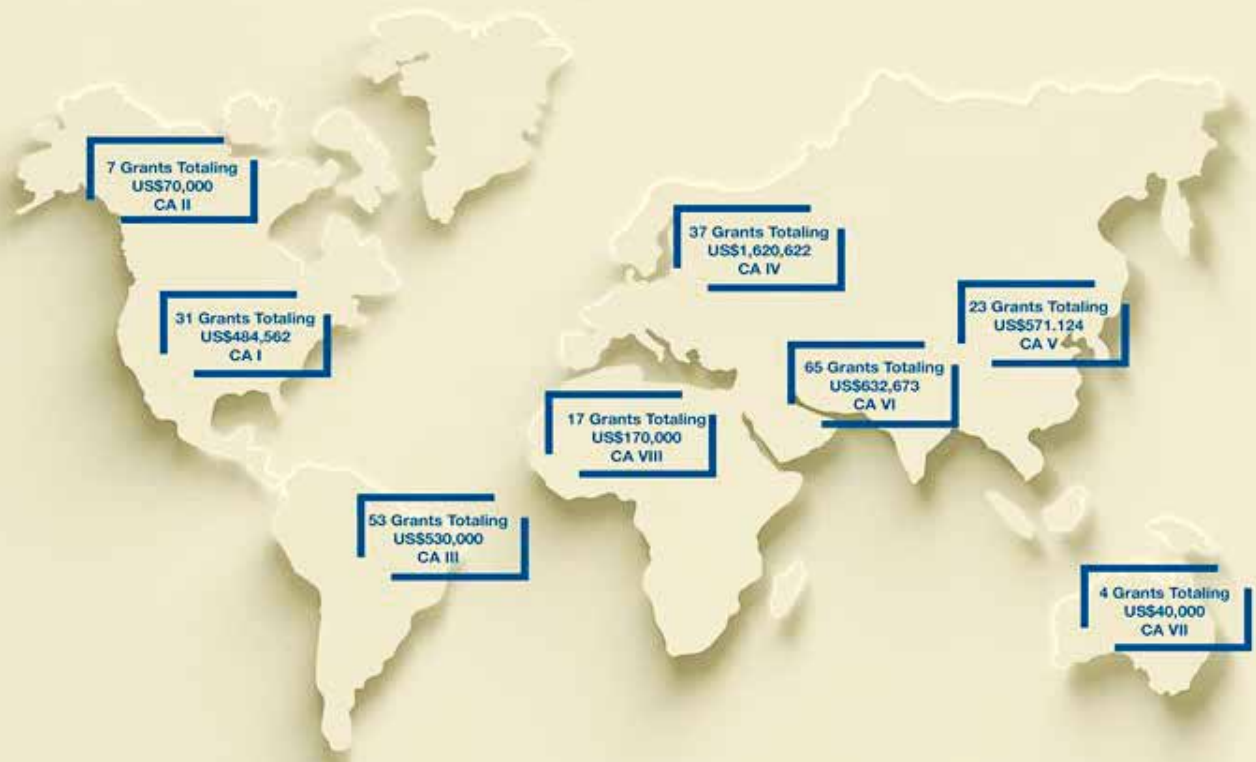 7 Grants Totaling
US$70,000
CA II
37 Grants Totaling
US$1,620,622
CA IV
31 Grants Totaling
US$484,562
CA I
23 Grants Totaling
US$571.124
CA V
65 Grants Totaling
US$632,673
CA VI
17 Grants Totaling
US$170,000
CA VIII
53 Grants Totaling
US$530,000
CA III
4 Grants Totaling
US$40,000
CA VII